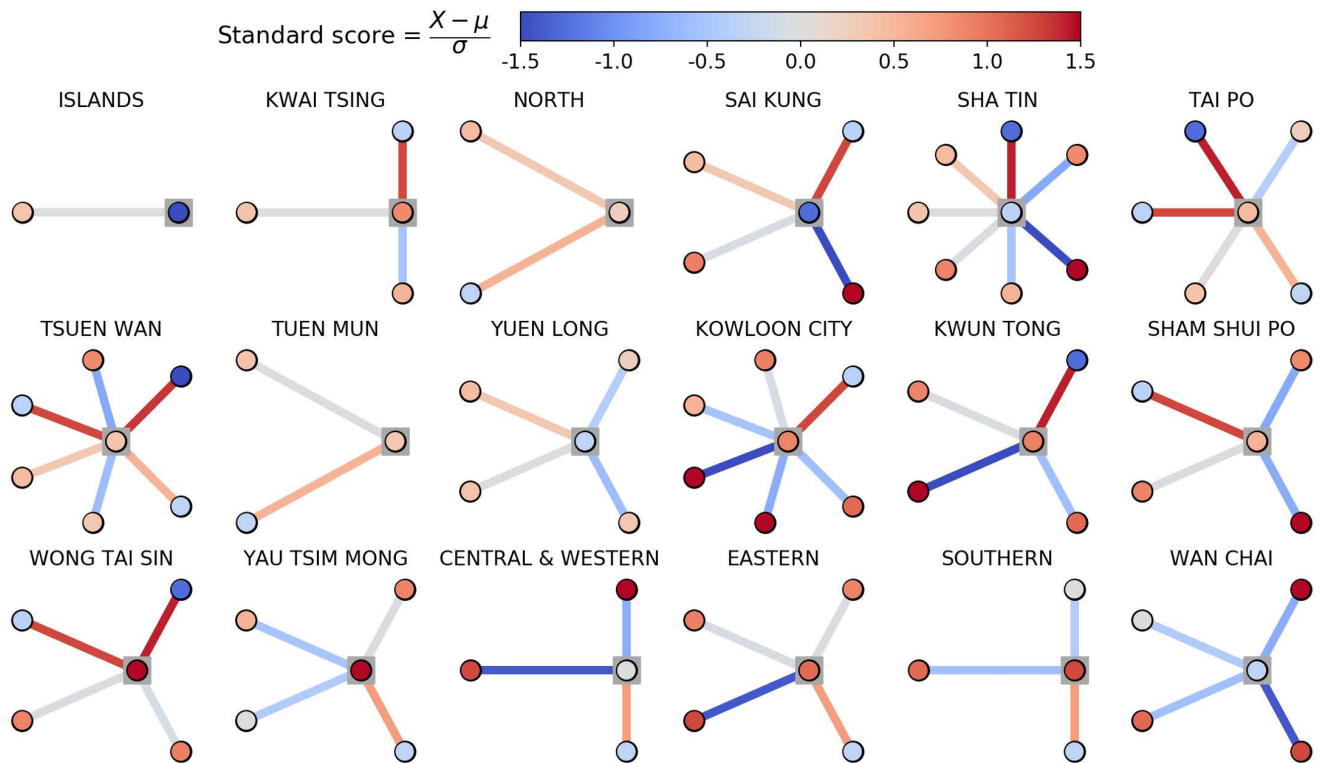 Standard score = X − μ / σ
-1.5 -1.0 -0.5 0.0 0.5 1.0 1.5
ISLANDS KWAI TSING NORTH SAI KUNG SHA TIN TAI PO
TSUEN WAN TUEN MUN YUEN LONG KOWLOON CITY KWUN TONG SHAM SHUI PO
WONG TAI SIN YAU TSIM MONG CENTRAL & WESTERN EASTERN SOUTHERN WAN CHAI